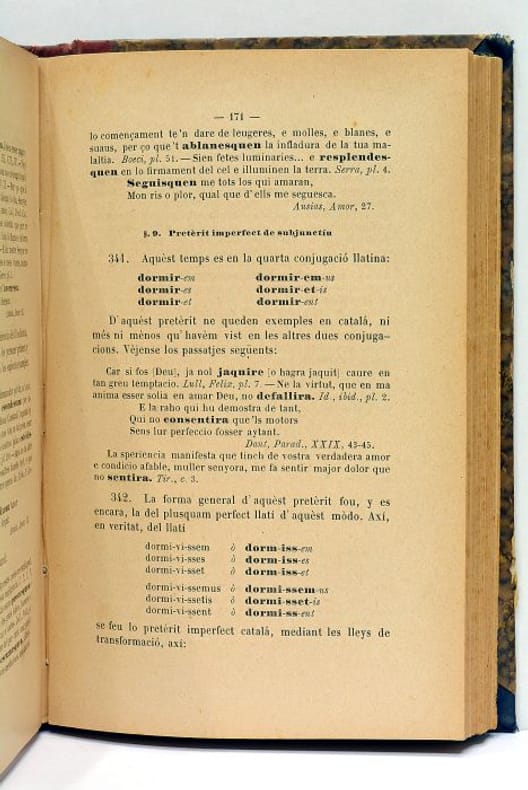 — 171 —
lo començament te'n dare de leugeres, e molles, e blanes, e
suaus, per ço que't ablanesquen la infladura de la tua ma-
laltia. Boeci, pl. 51. — Sien fetes luminaries... e resplendes-
quen en lo firmament del cel e illuminen la terra. Serra, pl. 4.
Seguisquen me tots los qui amaran,
Mon ris o plor, qual que d'ells me seguesca.
Ausias, Amor, 27.
§. 9. Pretèrit imperfect de subjunctiu
341. Aquèst temps es en la quarta conjugació llatina:
dormir-em dormir-em-us
dormir-es dormir-et-is
dormir-et dormir-ent
D'aquèst pretèrit ne queden exemples en catalá, ni
més ni mènos qu'havèm vist en les altres dues conjuga-
cions. Véjense los passatjes següents:
Car si fos [Deu], ja nol jaquire [o hagra jaquit] caure en
tan greu temptacio. Lull, Felix, pl. 7. — Ne la virtut, que en ma
anima esser solia en amar Deu, no defallira. Id., ibid., pl. 2.
E la raho qui hu demostra de tant,
Qui no consentira que'ls motors
Sens lur perfeccio fosser aytant.
Dant, Parad., XXIX, 43-45.
La speriencia manifesta que tinch de vostra verdadera amor
e condicio afable, muller senyora, me fa sentir major dolor que
no sentira. Tir., c. 3.
342. La forma general d'aquèst pretèrit fou, y es
encara, la del plusquam perfect llatí d'aquèst mòdo. Axí,
en veritat, del llatí
dormi-vi-ssem ò dorm-iss-em
dormi-vi-sses ò dorm-iss-es
dormi-vi-sset ò dorm-iss-et
dormi-vi-ssemus ò dormi-ssem-us
dormi-vi-ssetis ò dormi-sset-is
dormi-vi-ssent ò dormi-ss-ent
se feu lo pretèrit imperfect catalá, mediant les lleys de
transformació, axí: